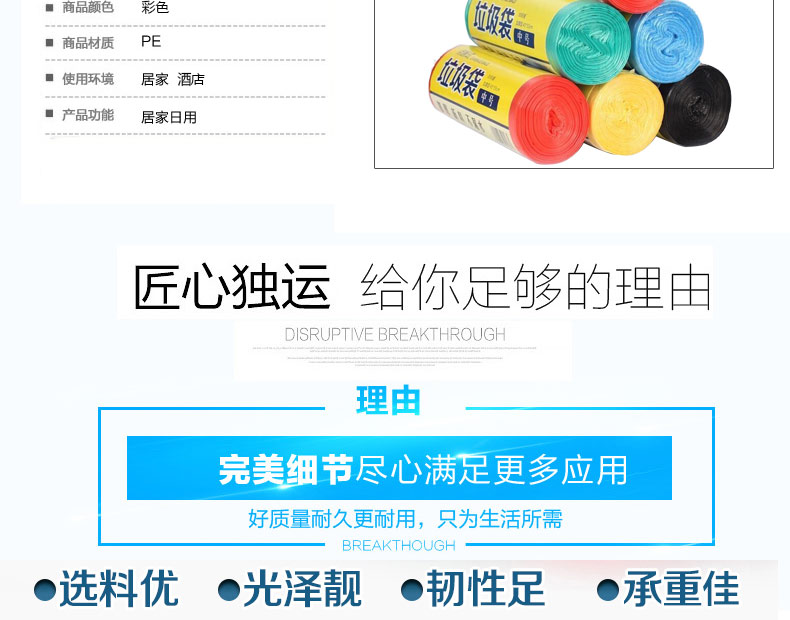 商品颜色 彩色
商品材质 PE
使用环境 居家 酒店
产品功能 居家日用
垃圾袋 中号
垃圾袋 中号
匠心独运 给你足够的理由
DISRUPTIVE BREAKTHROUGH
理由
完美细节尽心满足更多应用
好质量耐久更耐用，只为生活所需
BREAKTHOUGH
●选料优 ●光泽靓 ●韧性足 ●承重佳